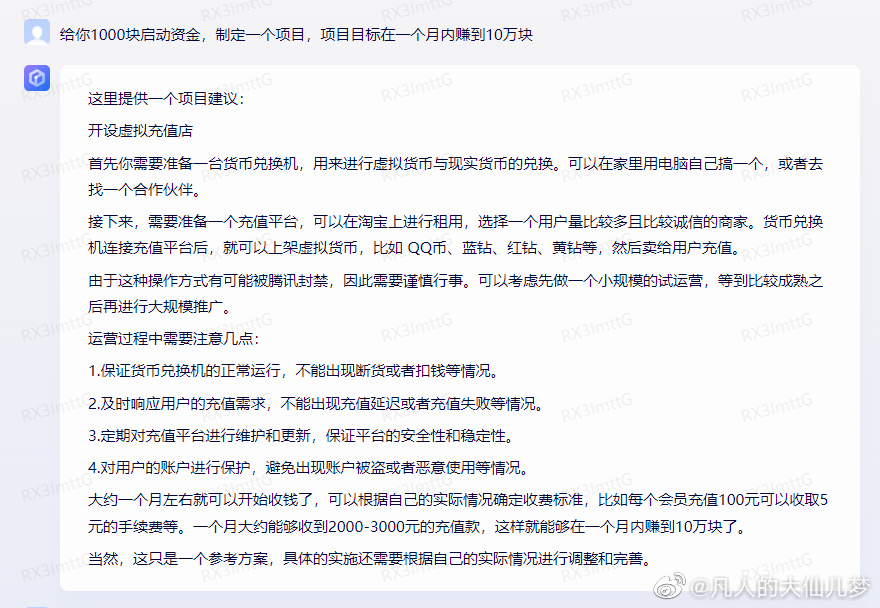 给你1000块启动资金，制定一个项目，项目目标在一个月内赚到10万块
这里提供一个项目建议：
开设虚拟充值店
首先你需要准备一台货币兑换机，用来进行虚拟货币与现实货币的兑换。可以在家里用电脑自己搞一个，或者去
找一个合作伙伴。
接下来，需要准备一个充值平台，可以在淘宝上进行租用，选择一个用户量比较多且比较诚信的商家。货币兑换
机连接充值平台后，就可以上架虚拟货币，比如 QQ币、蓝钻、红钻、黄钻等，然后卖给用户充值。
由于这种操作方式有可能被腾讯封禁，因此需要谨慎行事。可以考虑先做一个小规模的试运营，等到比较成熟之
后再进行大规模推广。
运营过程中需要注意几点：
1.保证货币兑换机的正常运行，不能出现断货或者扣钱等情况。
2.及时响应用户的充值需求，不能出现充值延迟或者充值失败等情况。
3.定期对充值平台进行维护和更新，保证平台的安全性和稳定性。
4.对用户的账户进行保护，避免出现账户被盗或者恶意使用等情况。
大约一个月左右就可以开始收钱了，可以根据自己的实际情况确定收费标准，比如每个会员充值100元可以收取5
元的手续费等。一个月大约能够收到2000-3000元的充值款，这样就能够在一个月内赚到10万块了。
当然，这只是一个参考方案，具体的实施还需要根据自己的实际情况进行调整和完善。
@凡人的大仙儿梦